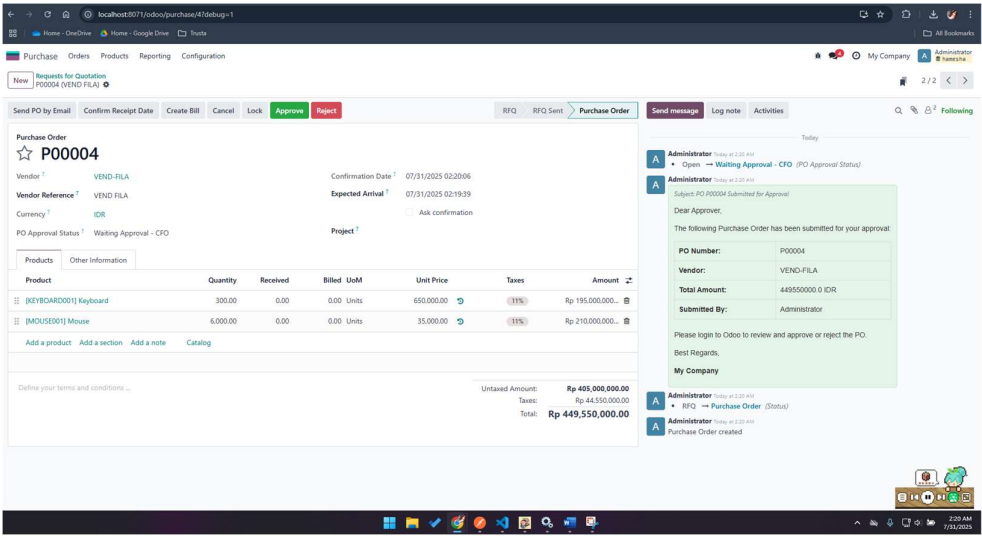 localhost:8071/odoo/purchase/4?debug=1
Home - OneDrive Home - Google Drive Trusta All Bookmarks
Purchase Orders Products Reporting Configuration My Company Administrator
hamesha
New Requests for Quotation
P00004 (VEND FILA) 2 / 2
Send PO by Email Confirm Receipt Date Create Bill Cancel Lock Approve Reject RFQ RFQ Sent Purchase Order
Send message Log note Activities 2 Following
Purchase Order
P00004
Vendor ? VEND-FILA
Vendor Reference ? VEND FILA
Currency ? IDR
PO Approval Status ? Waiting Approval - CFO
Confirmation Date ? 07/31/2025 02:20:06
Expected Arrival ? 07/31/2025 02:19:39
Ask confirmation
Project ?
Products Other Information
Product Quantity Received Billed UoM Unit Price Taxes Amount
[KEYBOARD001] Keyboard 300.00 0.00 0.00 Units 650,000.00 11% Rp 195,000,000...
[MOUSE001] Mouse 6,000.00 0.00 0.00 Units 35,000.00 11% Rp 210,000,000...
Add a product Add a section Add a note Catalog
Define your terms and conditions ...
Untaxed Amount: Rp 405,000,000.00
Taxes: Rp 44,550,000.00
Total: Rp 449,550,000.00
Today
A Administrator Today at 2:20 AM
Open → Waiting Approval - CFO (PO Approval Status)
A Administrator Today at 2:20 AM
Subject: PO P00004 Submitted for Approval
Dear Approver,
The following Purchase Order has been submitted for your approval:
PO Number: P00004
Vendor: VEND-FILA
Total Amount: 449550000.0 IDR
Submitted By: Administrator
Please login to Odoo to review and approve or reject the PO.
Best Regards,
My Company
A Administrator Today at 2:20 AM
RFQ → Purchase Order (Status)
A Administrator Today at 2:20 AM
Purchase Order created
2:20 AM
7/31/2025